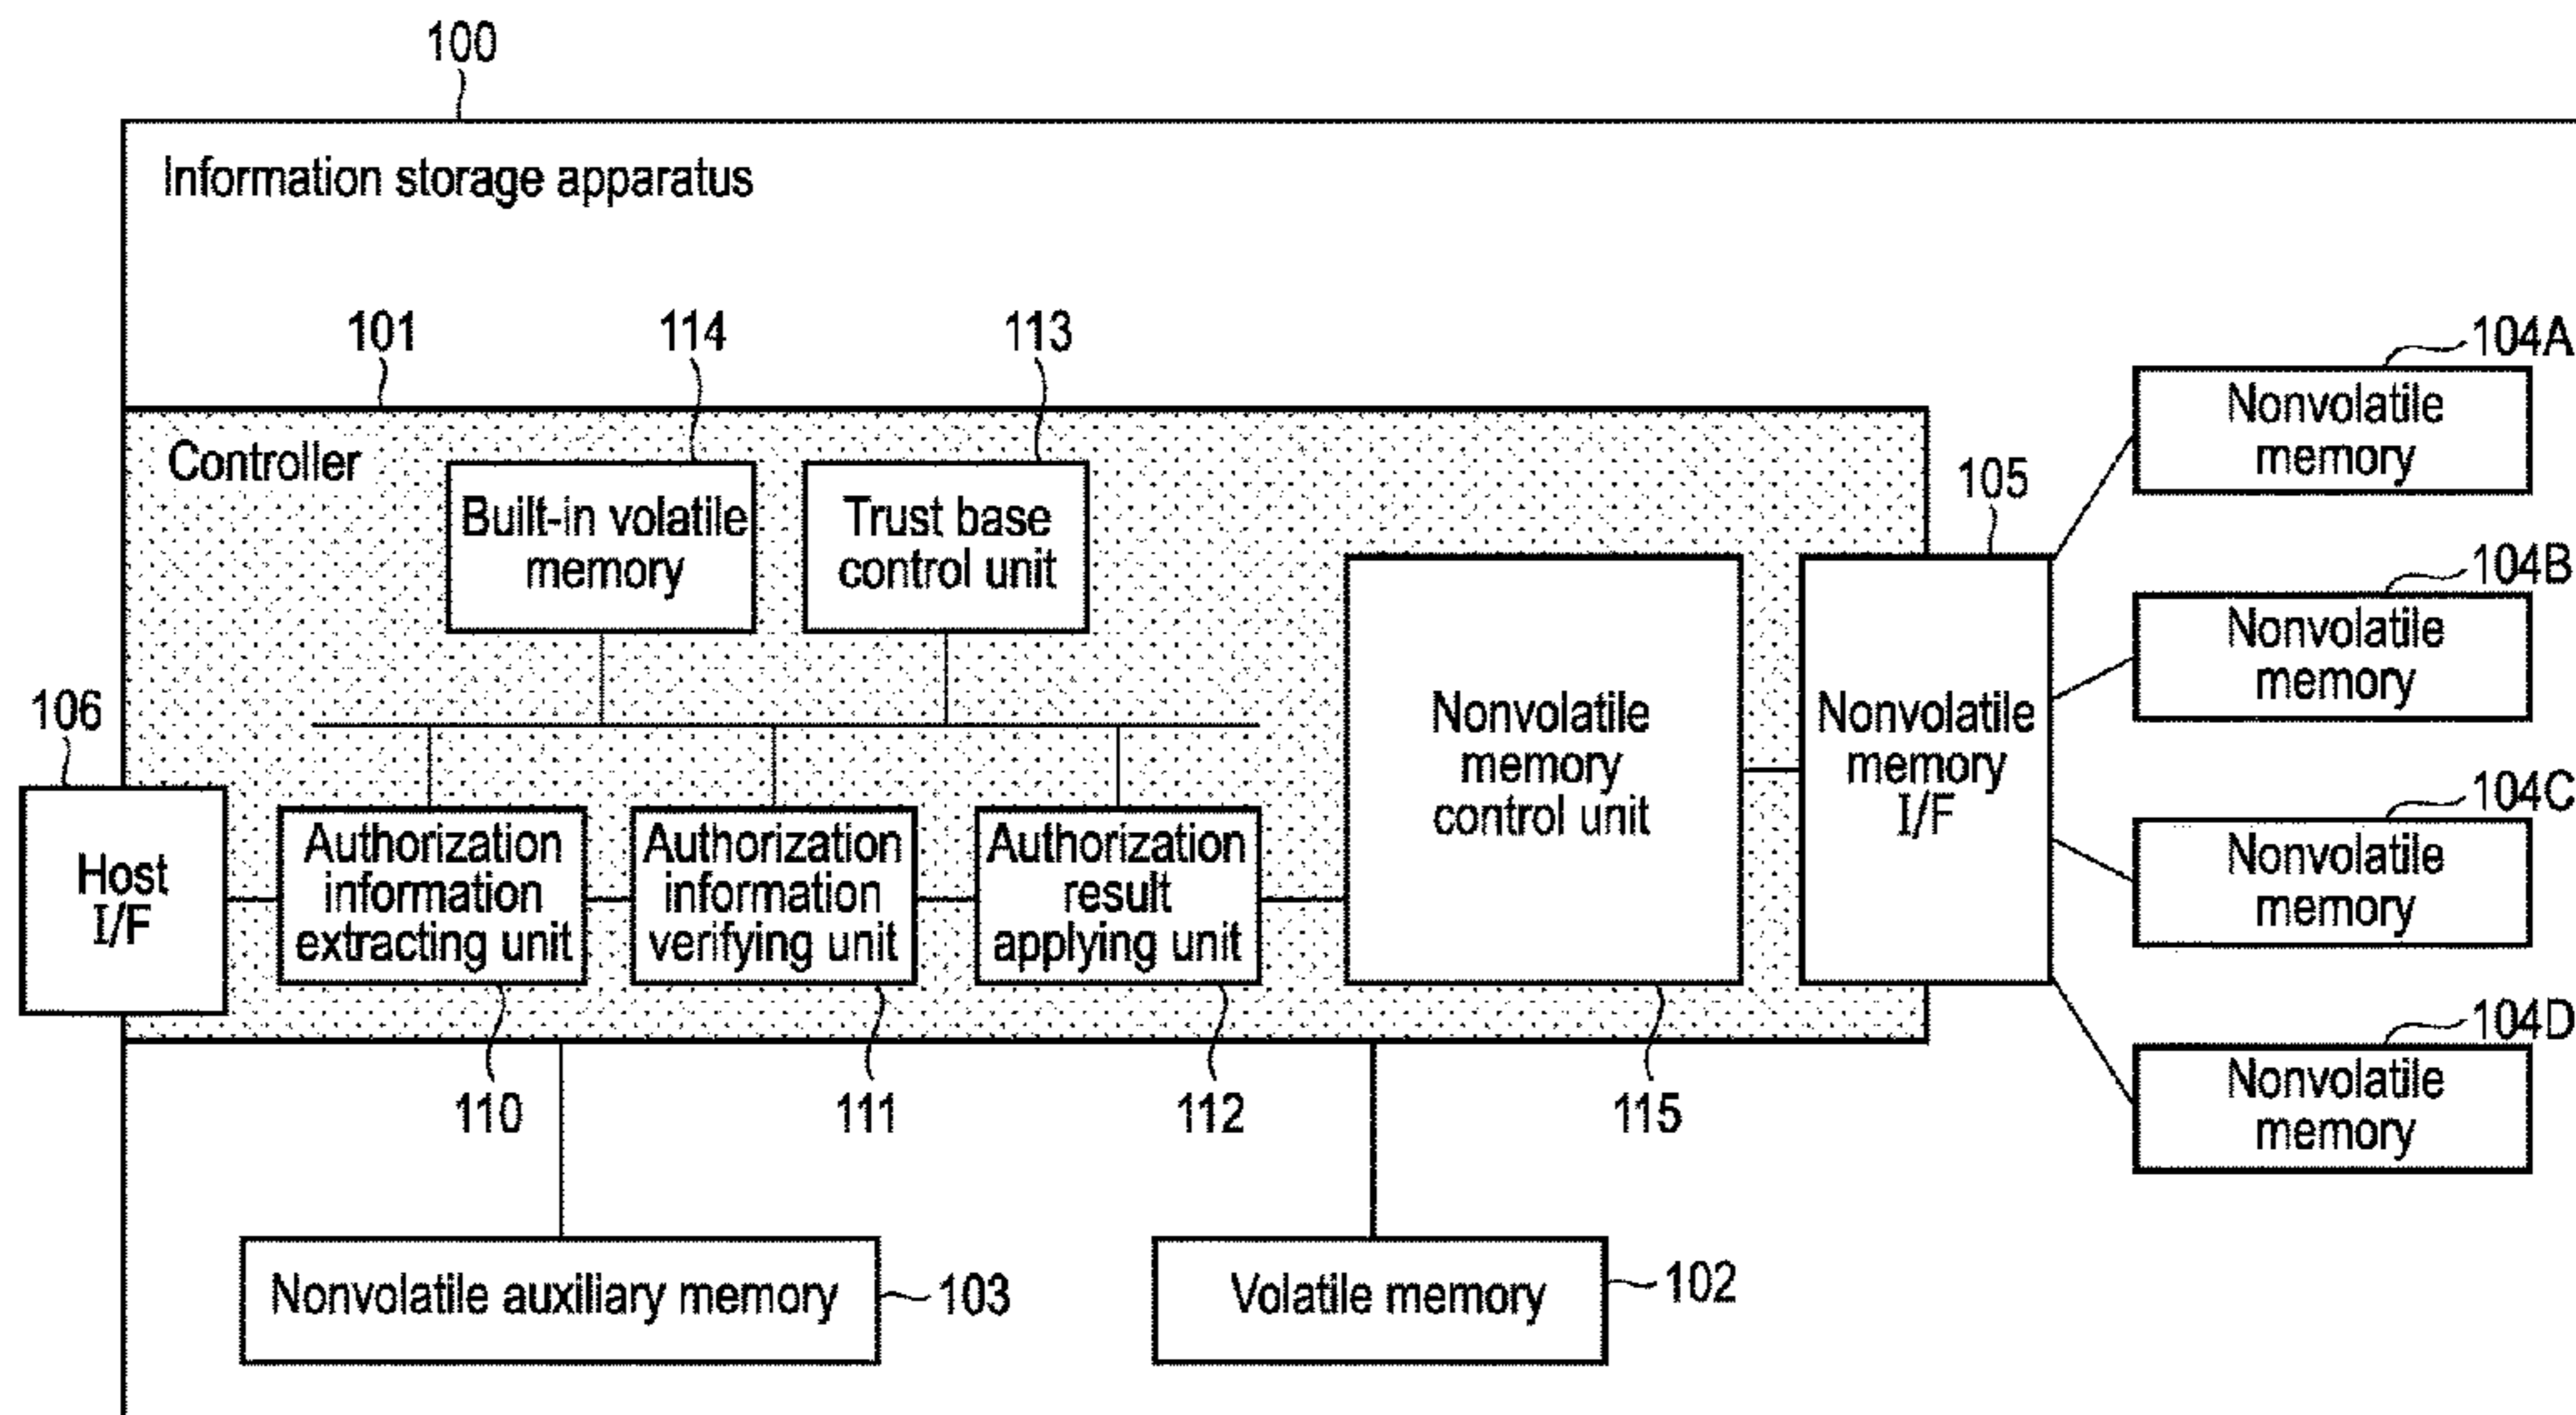 100
Information storage apparatus
101
114
113
104A
Nonvolatile
memory
Controller
Built-in volatile
memory
Trust base
control unit
105
104B
Nonvolatile
memory
106
Host
I/F
Authorization
information
extracting unit
Authorization
information
verifying unit
Authorization
result
applying unit
Nonvolatile
memory
control unit
Nonvolatile
memory
I/F
104C
Nonvolatile
memory
104D
Nonvolatile
memory
110
111
112
115
Nonvolatile auxiliary memory
103
Volatile memory
102